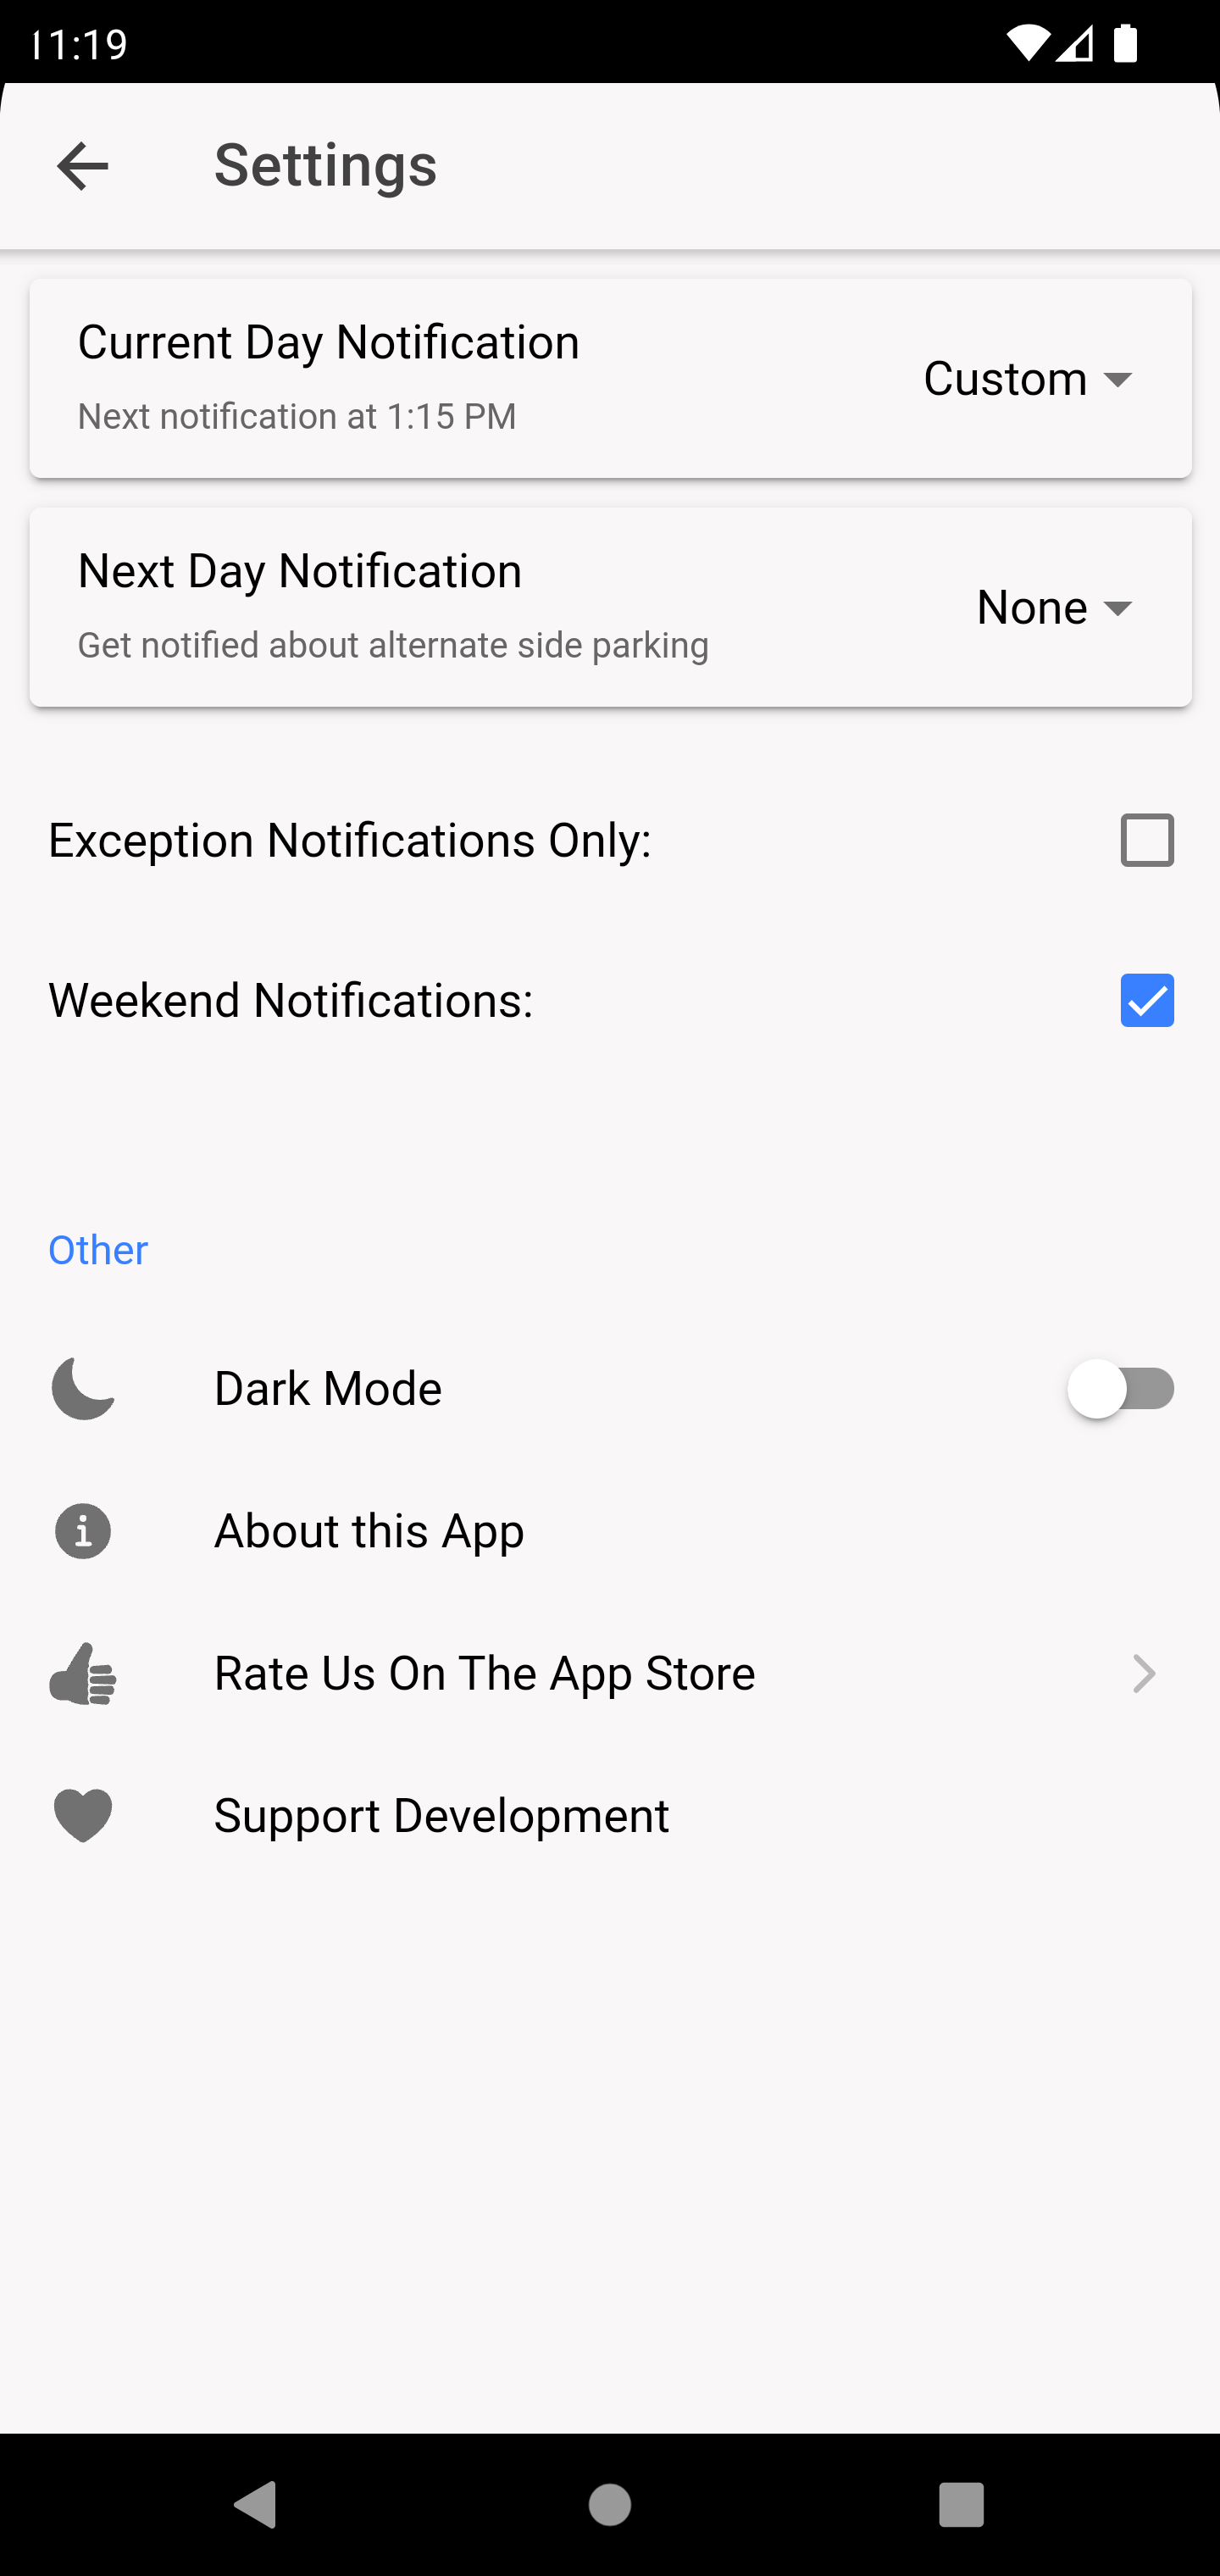 11:19
Settings
Current Day Notification
Next notification at 1:15 PM
Custom
Next Day Notification
Get notified about alternate side parking
None
Exception Notifications Only:
Weekend Notifications:
Other
Dark Mode
About this App
Rate Us On The App Store
Support Development